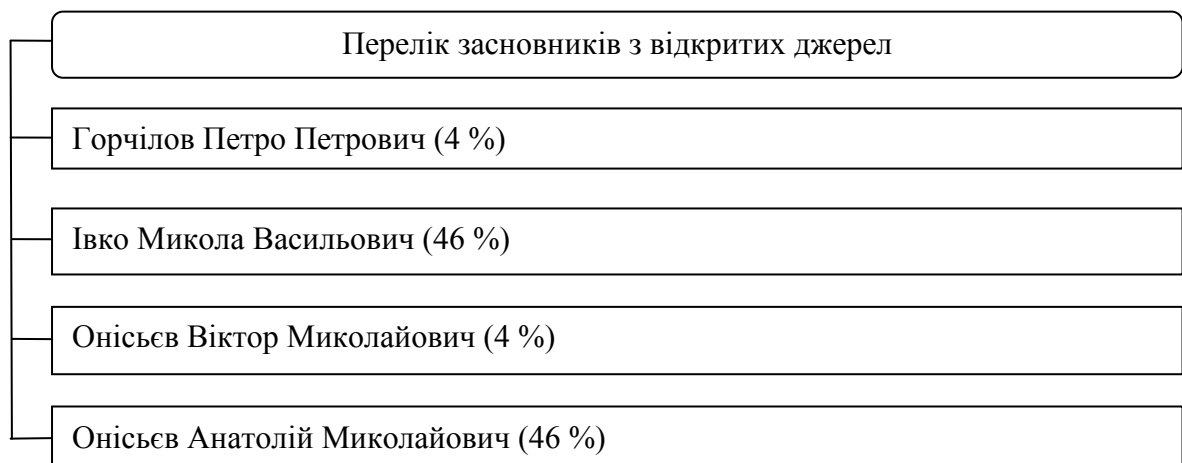 Перелік засновників з відкритих джерел
Горчілов Петро Петрович (4 %)
Івко Микола Васильович (46 %)
Онісьєв Віктор Миколайович (4 %)
Онісьєв Анатолій Миколайович (46 %)